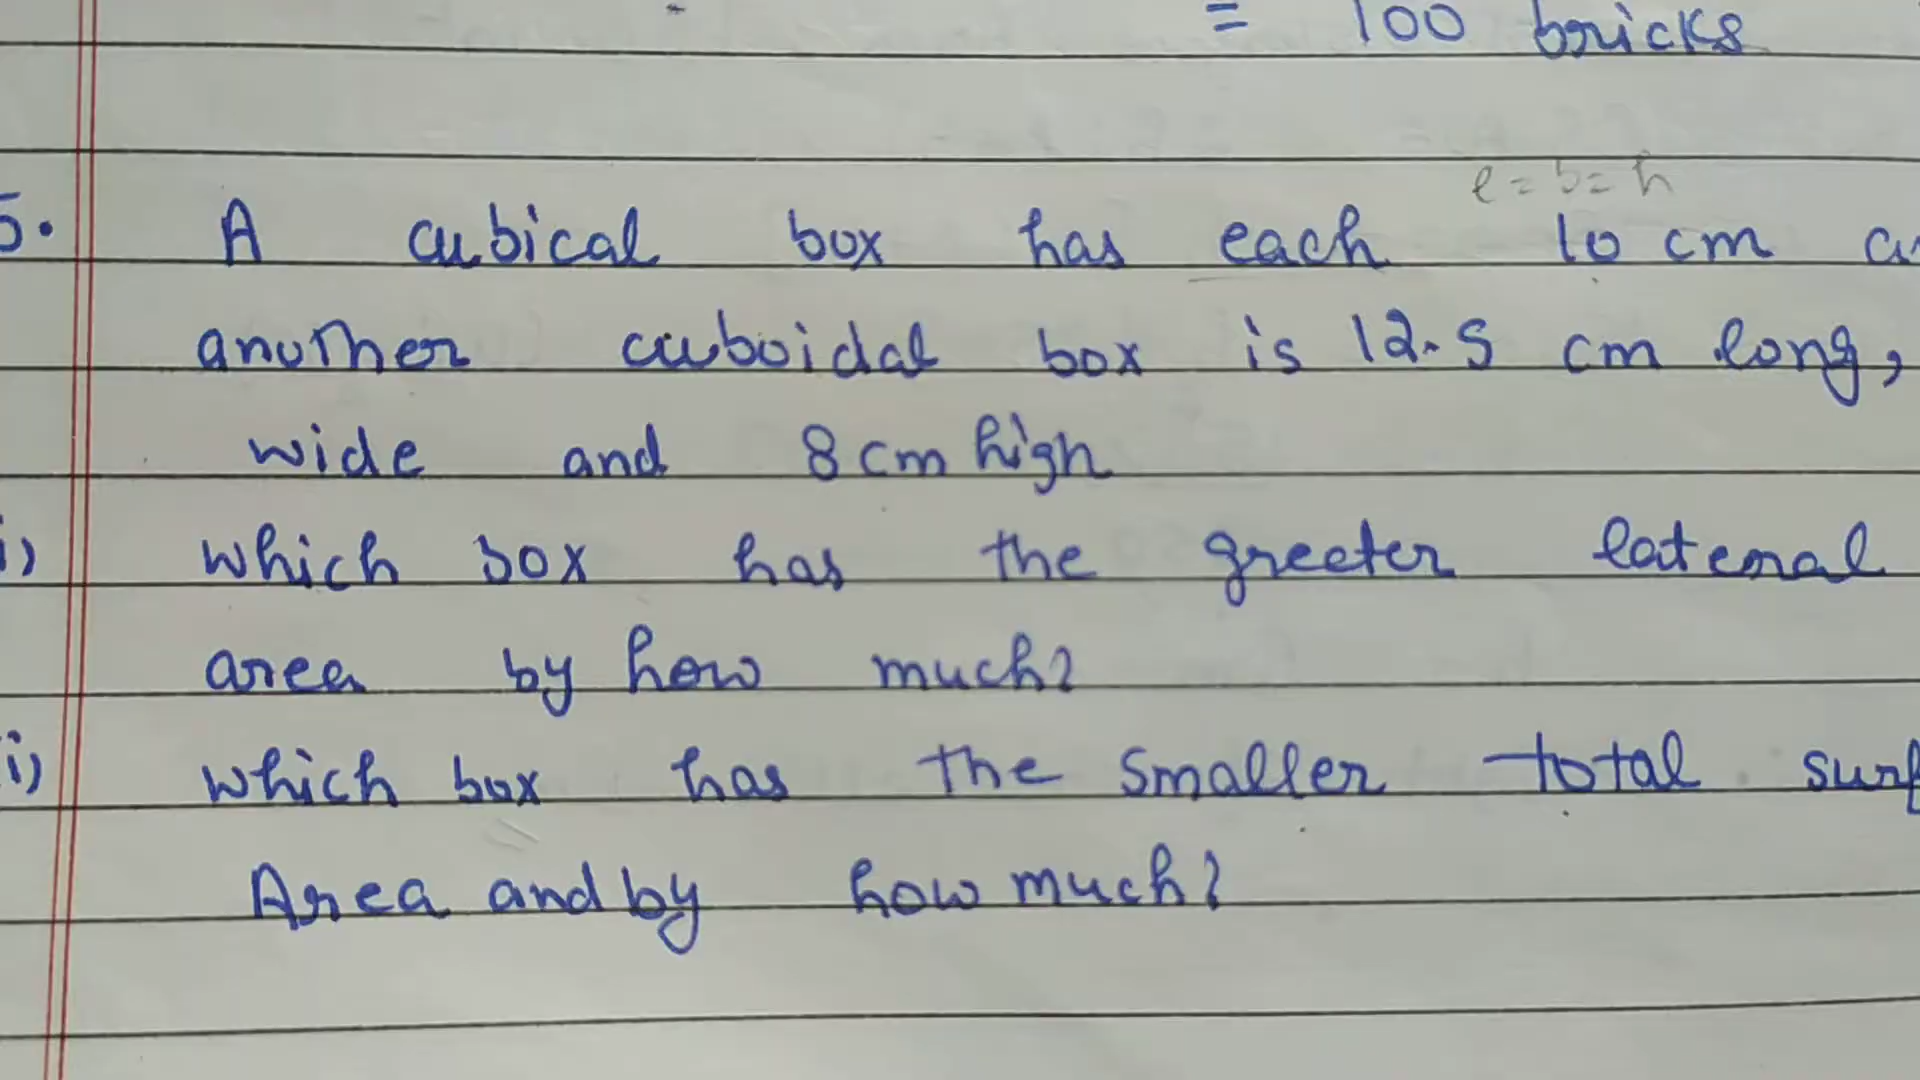 = 100 bricks
l = b = h
5. A cubical box has each 10 cm
another cuboidal box is 12.5 cm long,
wide and 8 cm high
i) which box has the greeter lateral
area by how much?
i) which box has the smaller total surf
Area and by how much?